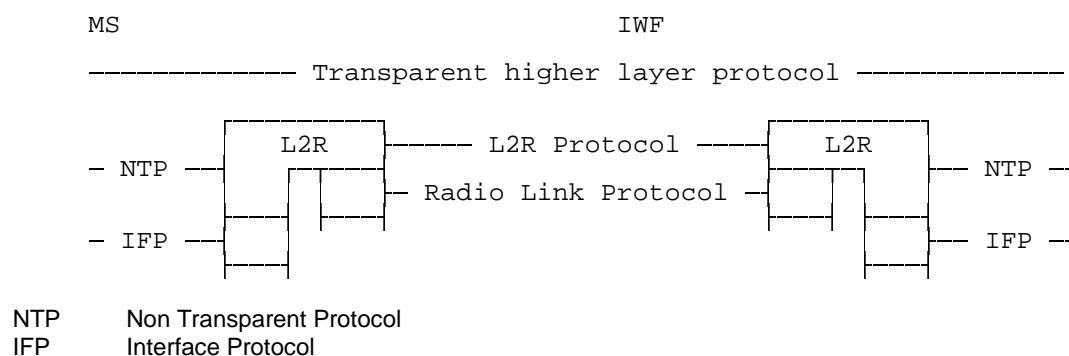 MS IWF
Transparent higher layer protocol
L2R L2R Protocol L2R
NTP NTP
Radio Link Protocol
IFP IFP
NTP Non Transparent Protocol
IFP Interface Protocol